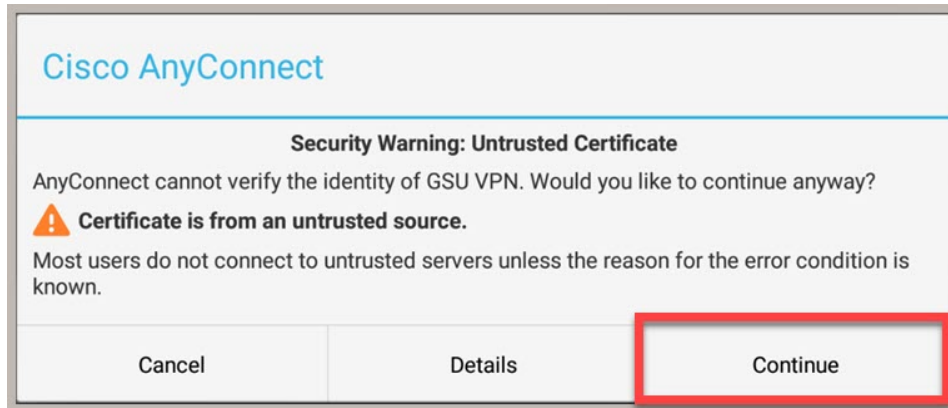 Cisco AnyConnect
Security Warning: Untrusted Certificate
AnyConnect cannot verify the identity of GSU VPN. Would you like to continue anyway?
Certificate is from an untrusted source.
Most users do not connect to untrusted servers unless the reason for the error condition is
known.
Cancel
Details
Continue